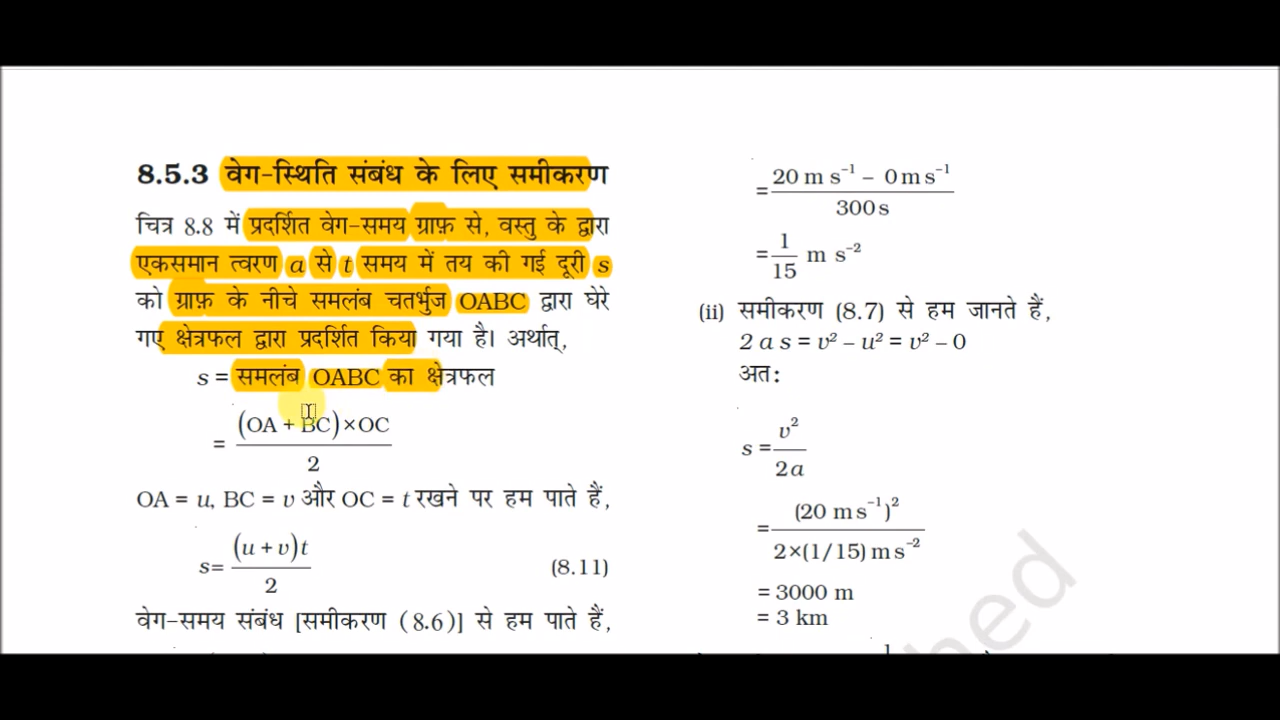 8.5.3 वेग-स्थिति संबंध के लिए समीकरण
चित्र 8.8 में प्रदर्शित वेग-समय ग्राफ़ से, वस्तु के द्वारा
एकसमान त्वरण a से t समय में तय की गई दूरी s
को ग्राफ़ के नीचे समलंब चतर्भुज OABC द्वारा घेरे
गए क्षेत्रफल द्वारा प्रदर्शित किया गया है। अर्थात्,
s = समलंब OABC का क्षेत्रफल
= (OA + BC)×OC
2
OA = u, BC = v और OC = t रखने पर हम पाते हैं,
s= (u + v)t
2
(8.11)
वेग-समय संबंध [समीकरण (8.6)] से हम पाते हैं,
= 20 m s⁻¹ – 0 m s⁻¹
300 s
= 1
15 m s⁻²
(ii) समीकरण (8.7) से हम जानते हैं,
2 a s = v² – u² = v² – 0
अत:
s = v²
2a
= (20 m s⁻¹)²
2×(1/15) m s⁻²
= 3000 m
= 3 km
hed